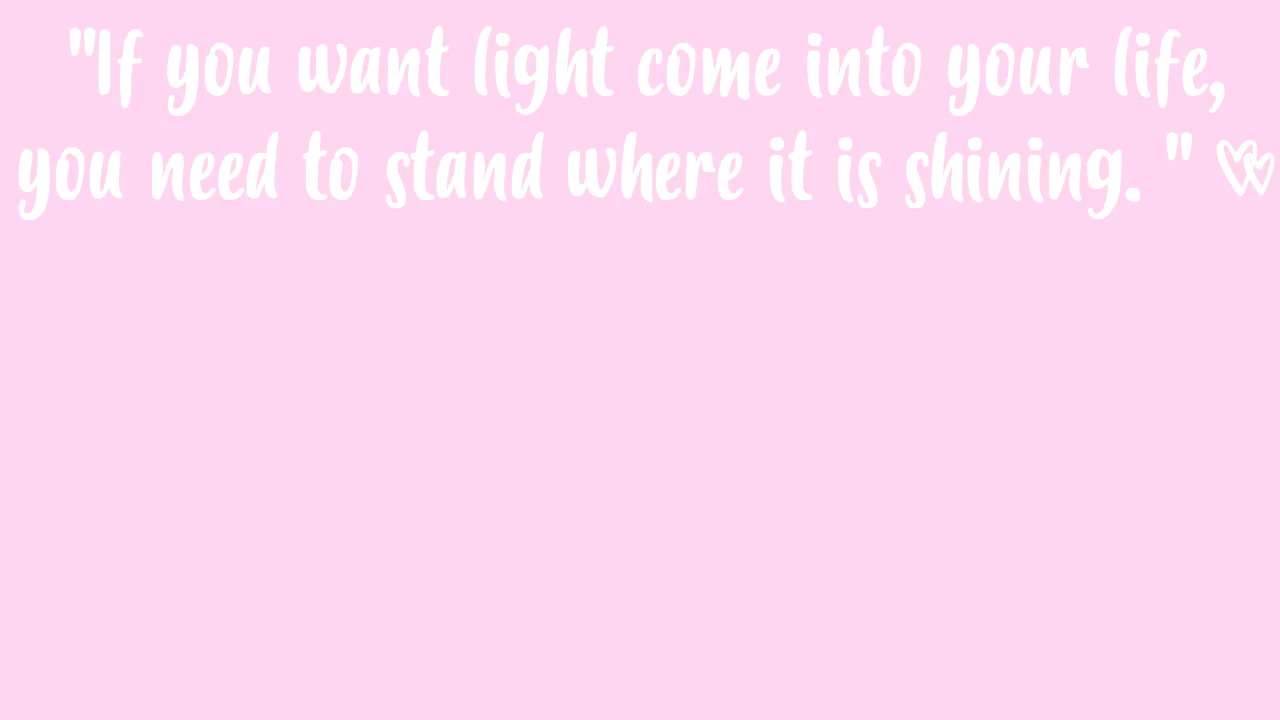 "If you want light come into your life,
you need to stand where it is shining. "